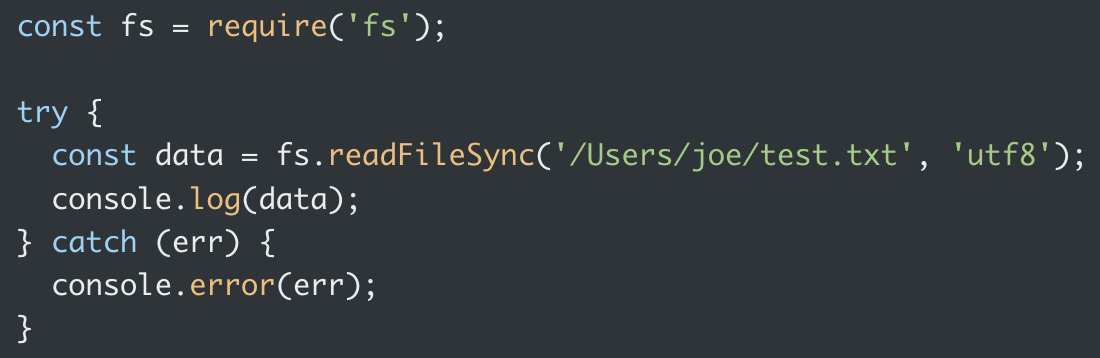 const fs = require('fs');

try {
  const data = fs.readFileSync('/Users/joe/test.txt', 'utf8');
  console.log(data);
} catch (err) {
  console.error(err);
}